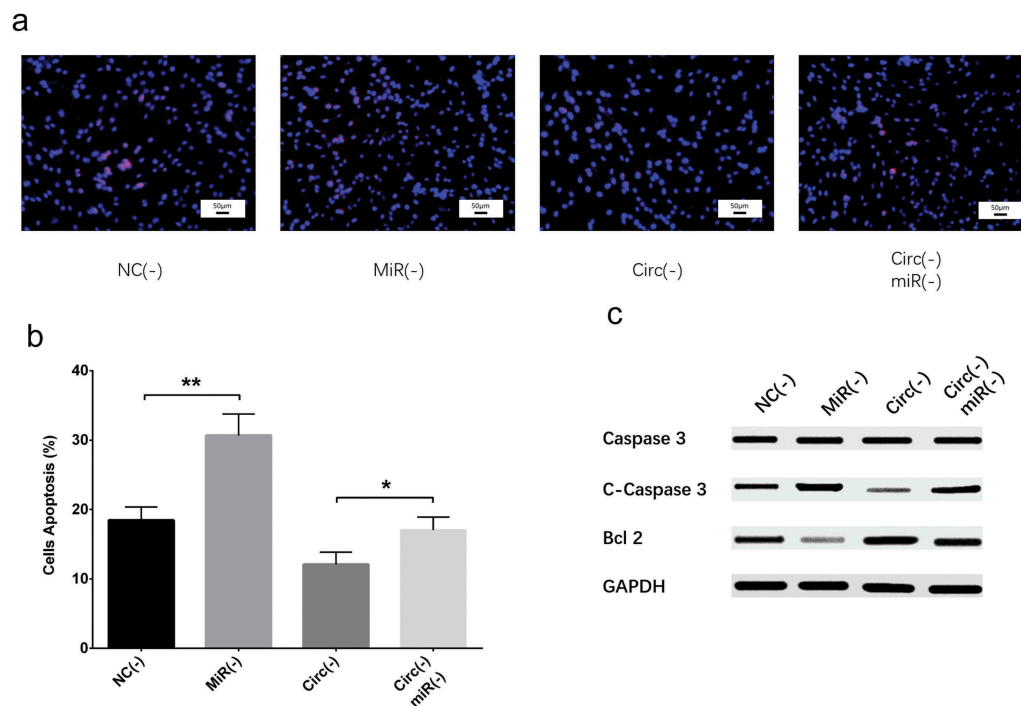 a
50μm
50μm
50μm
50μm
NC(-)
MiR(-)
Circ(-)
Circ(-)
miR(-)
b
40
30
20
10
0
Cells Apoptosis (%)
**
*
NC(-)
MiR(-)
Circ(-)
Circ(-)
miR(-)
c
NC(-)
MiR(-)
Circ(-)
Circ(-)
miR(-)
Caspase 3
C-Caspase 3
Bcl 2
GAPDH